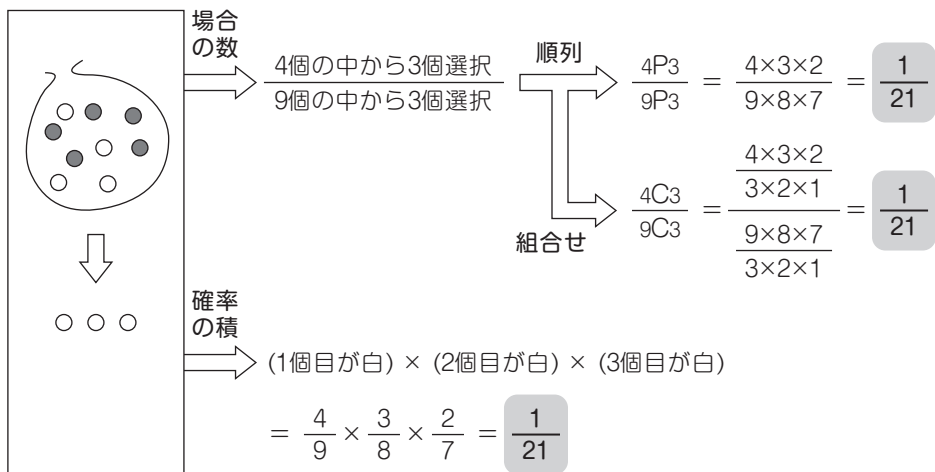 場合
の数
4個の中から3個選択
9個の中から3個選択
順列
4P3 / 9P3 = 4×3×2 / 9×8×7 = 1 / 21
組合せ
4C3 / 9C3 = 4×3×2 / 3×2×1 / 9×8×7 / 3×2×1 = 1 / 21
確率
の積
(1個目が白) × (2個目が白) × (3個目が白)
= 4 / 9 × 3 / 8 × 2 / 7 = 1 / 21